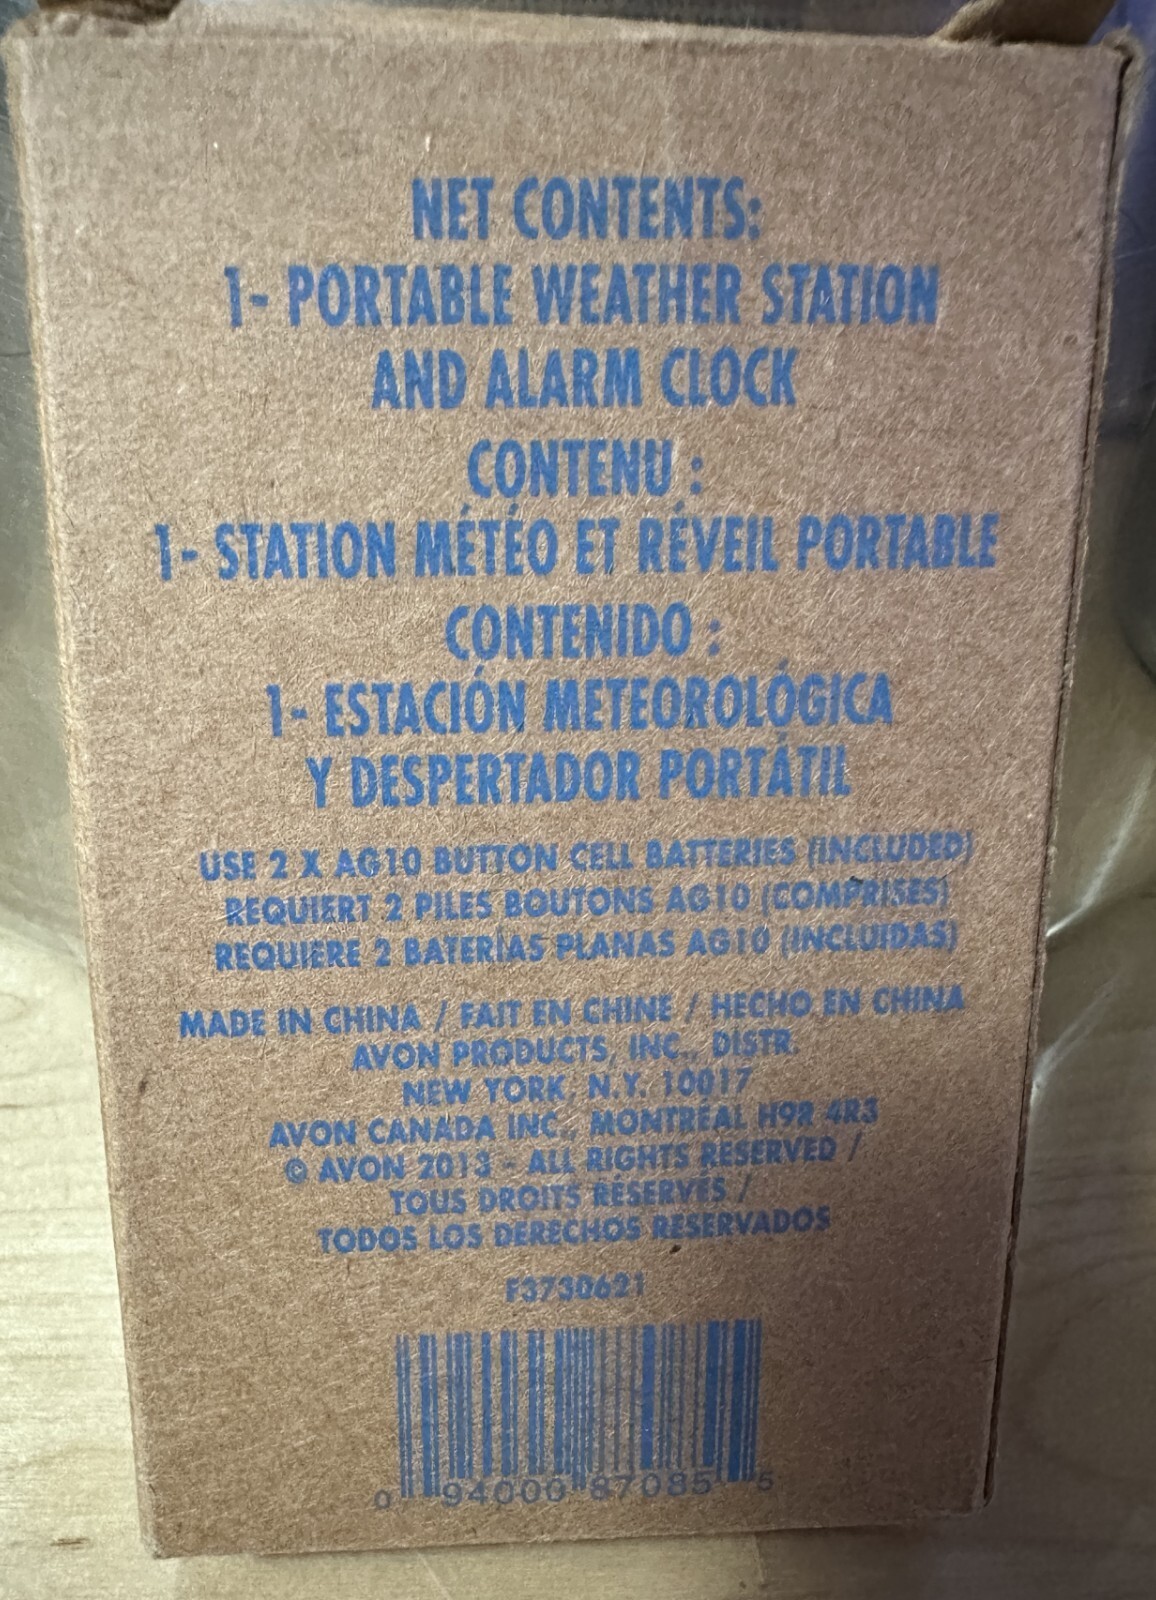 NET CONTENTS:
1- PORTABLE WEATHER STATION
AND ALARM CLOCK
CONTENU :
1- STATION MÉTÉO ET RÉVEIL PORTABLE
CONTENIDO :
1- ESTACIÓN METEOROLÓGICA
Y DESPERTADOR PORTÁTIL
USE 2 X AG10 BUTTON CELL BATTERIES (INCLUDED)
REQUIERT 2 PILES BOUTONS AG10 (COMPRISES)
REQUIERE 2 BATERÍAS PLANAS AG10 (INCLUIDAS)
MADE IN CHINA / FAIT EN CHINE / HECHO EN CHINA
AVON PRODUCTS, INC., DISTR.
NEW YORK, N.Y. 10017
AVON CANADA INC., MONTREAL H9R 4R3
© AVON 2013 - ALL RIGHTS RESERVED /
TOUS DROITS RÉSERVÉS /
TODOS LOS DERECHOS RESERVADOS
F3730621
0 94000 87085 5